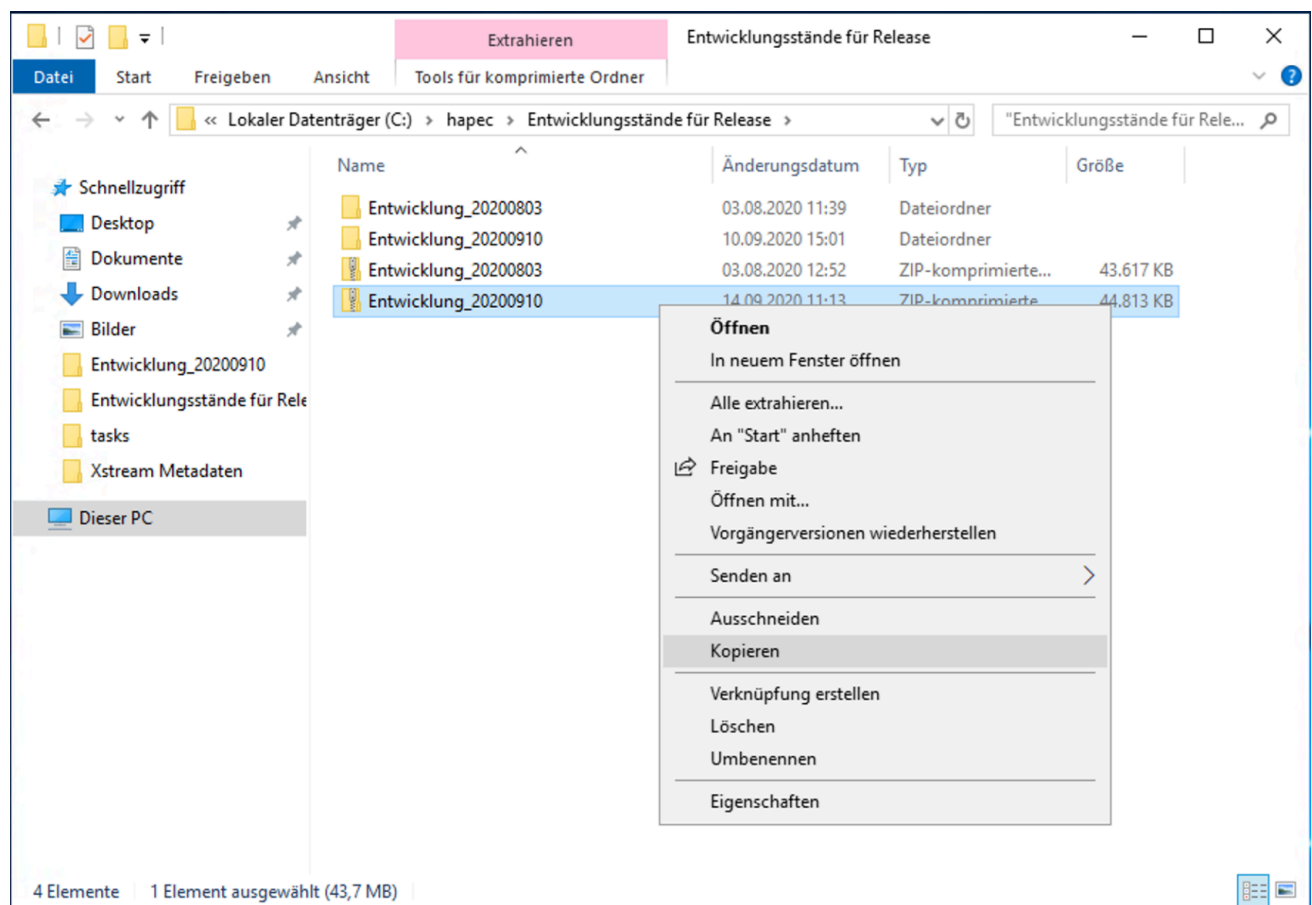 Extrahieren
Entwicklungsstände für Release
Datei Start Freigeben Ansicht Tools für komprimierte Ordner
« Lokaler Datenträger (C:) › hapec › Entwicklungsstände für Release › "Entwicklungsstände für Rele...
Name Änderungsdatum Typ Größe
Schnellzugriff
Desktop
Dokumente
Downloads
Bilder
Entwicklung_20200910
Entwicklungsstände für Rele
tasks
Xstream Metadaten
Dieser PC
Entwicklung_20200803 03.08.2020 11:39 Dateiordner
Entwicklung_20200910 10.09.2020 15:01 Dateiordner
Entwicklung_20200803 03.08.2020 12:52 ZIP-komprimierte... 43.617 KB
Entwicklung_20200910 14.09.2020 11:13 ZIP-komprimierte 44.813 KB
Öffnen
In neuem Fenster öffnen
Alle extrahieren...
An "Start" anheften
Freigabe
Öffnen mit...
Vorgängerversionen wiederherstellen
Senden an
Ausschneiden
Kopieren
Verknüpfung erstellen
Löschen
Umbenennen
Eigenschaften
4 Elemente 1 Element ausgewählt (43,7 MB)